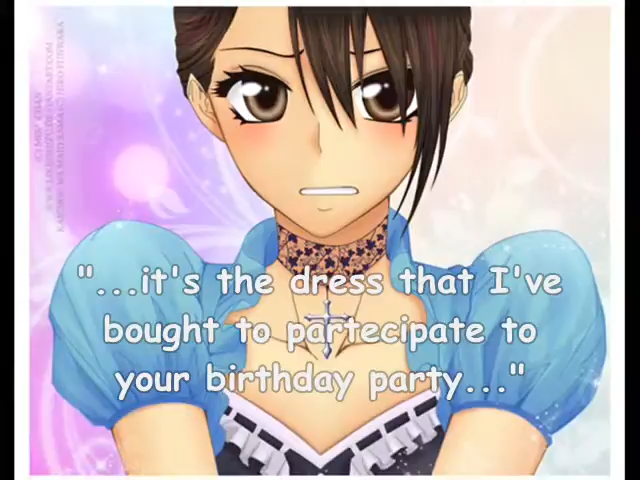 "...it's the dress that I've
bought to partecipate to
your birthday party..."